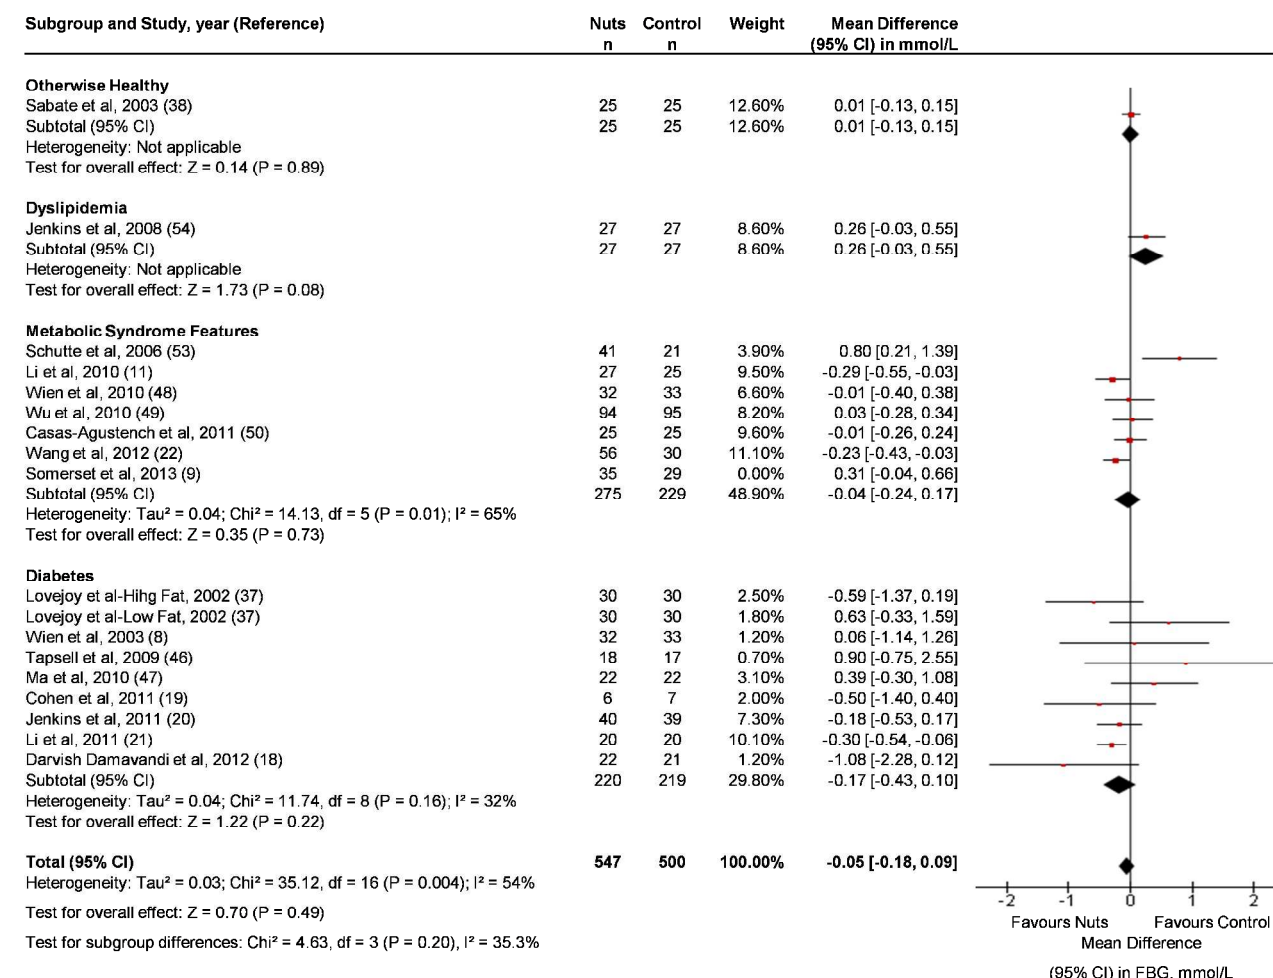 Subgroup and Study, year (Reference) Nuts Control Weight Mean Difference
n n (95% CI) in mmol/L
Otherwise Healthy
Sabate et al, 2003 (38) 25 25 12.60% 0.01 [-0.13, 0.15]
Subtotal (95% CI) 25 25 12.60% 0.01 [-0.13, 0.15]
Heterogeneity: Not applicable
Test for overall effect: Z = 0.14 (P = 0.89)
Dyslipidemia
Jenkins et al, 2008 (54) 27 27 8.60% 0.26 [-0.03, 0.55]
Subtotal (95% CI) 27 27 8.60% 0.26 [-0.03, 0.55]
Heterogeneity: Not applicable
Test for overall effect: Z = 1.73 (P = 0.08)
Metabolic Syndrome Features
Schutte et al, 2006 (53) 41 21 3.90% 0.80 [0.21, 1.39]
Li et al, 2010 (11) 27 25 9.50% -0.29 [-0.55, -0.03]
Wien et al, 2010 (48) 32 33 6.60% -0.01 [-0.40, 0.38]
Wu et al, 2010 (49) 94 95 8.20% 0.03 [-0.28, 0.34]
Casas-Agustench et al, 2011 (50) 25 25 9.60% -0.01 [-0.26, 0.24]
Wang et al, 2012 (22) 56 30 11.10% -0.23 [-0.43, -0.03]
Somerset et al, 2013 (9) 35 29 0.00% 0.31 [-0.04, 0.66]
Subtotal (95% CI) 275 229 48.90% -0.04 [-0.24, 0.17]
Heterogeneity: Tau² = 0.04; Chi² = 14.13, df = 5 (P = 0.01); I² = 65%
Test for overall effect: Z = 0.35 (P = 0.73)
Diabetes
Lovejoy et al-Hihg Fat, 2002 (37) 30 30 2.50% -0.59 [-1.37, 0.19]
Lovejoy et al-Low Fat, 2002 (37) 30 30 1.80% 0.63 [-0.33, 1.59]
Wien et al, 2003 (8) 32 33 1.20% 0.06 [-1.14, 1.26]
Tapsell et al, 2009 (46) 18 17 0.70% 0.90 [-0.75, 2.55]
Ma et al, 2010 (47) 22 22 3.10% 0.39 [-0.30, 1.08]
Cohen et al, 2011 (19) 6 7 2.00% -0.50 [-1.40, 0.40]
Jenkins et al, 2011 (20) 40 39 7.30% -0.18 [-0.53, 0.17]
Li et al, 2011 (21) 20 20 10.10% -0.30 [-0.54, -0.06]
Darvish Damavandi et al, 2012 (18) 22 21 1.20% -1.08 [-2.28, 0.12]
Subtotal (95% CI) 220 219 29.80% -0.17 [-0.43, 0.10]
Heterogeneity: Tau² = 0.04; Chi² = 11.74, df = 8 (P = 0.16); I² = 32%
Test for overall effect: Z = 1.22 (P = 0.22)
Total (95% CI) 547 500 100.00% -0.05 [-0.18, 0.09]
Heterogeneity: Tau² = 0.03; Chi² = 35.12, df = 16 (P = 0.004); I² = 54%
Test for overall effect: Z = 0.70 (P = 0.49)
Test for subgroup differences: Chi² = 4.63, df = 3 (P = 0.20), I² = 35.3%
-2 -1 0 1 2
Favours Nuts Favours Control
Mean Difference
(95% CI) in FBG, mmol/L